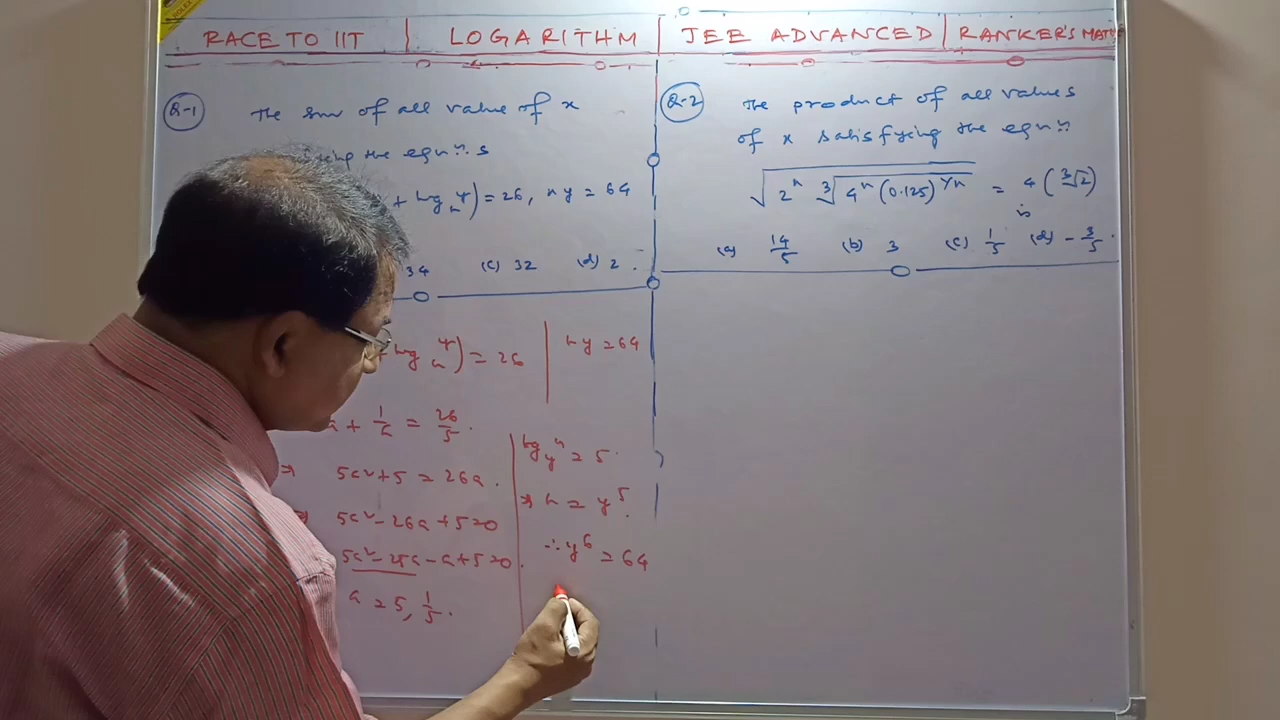 SOLEX
RACE TO IIT LOGARITHM JEE ADVANCED RANKER'S
Q-1 The sum of all value of x
the eqn.s
+ log_x y) = 26, xy = 64
34 (c) 32 (d) 2.
log_x y) = 26
xy = 64
a + 1/a = 26/5.
⇒ 5a² + 5 = 26a.
⇒ 5a² - 26a + 5 = 0
5a² - 25a - a + 5 = 0.
a = 5, 1/5.
log_y x = 5.
⇒ x = y^5.
∴ y^6 = 64
Q-2 The product of all values
of x satisfying the eqn.
√(2^x ∛(4^x (0.125)^(1/x))) = 4 (∛2)
is
(a) 14/5 (b) 3 (c) 1/5 (d) -3/5.